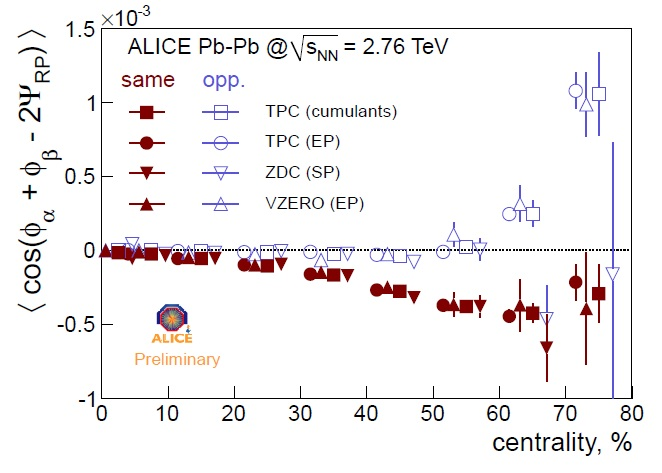 ×10⁻³
ALICE Pb-Pb @√sNN = 2.76 TeV
same opp.
TPC (cumulants)
TPC (EP)
ZDC (SP)
VZERO (EP)
⟨ cos(ϕα + ϕβ - 2ΨRP) ⟩
1.5
1
0.5
0
-0.5
-1
ALICE
Preliminary
0 10 20 30 40 50 60 70 80
centrality, %